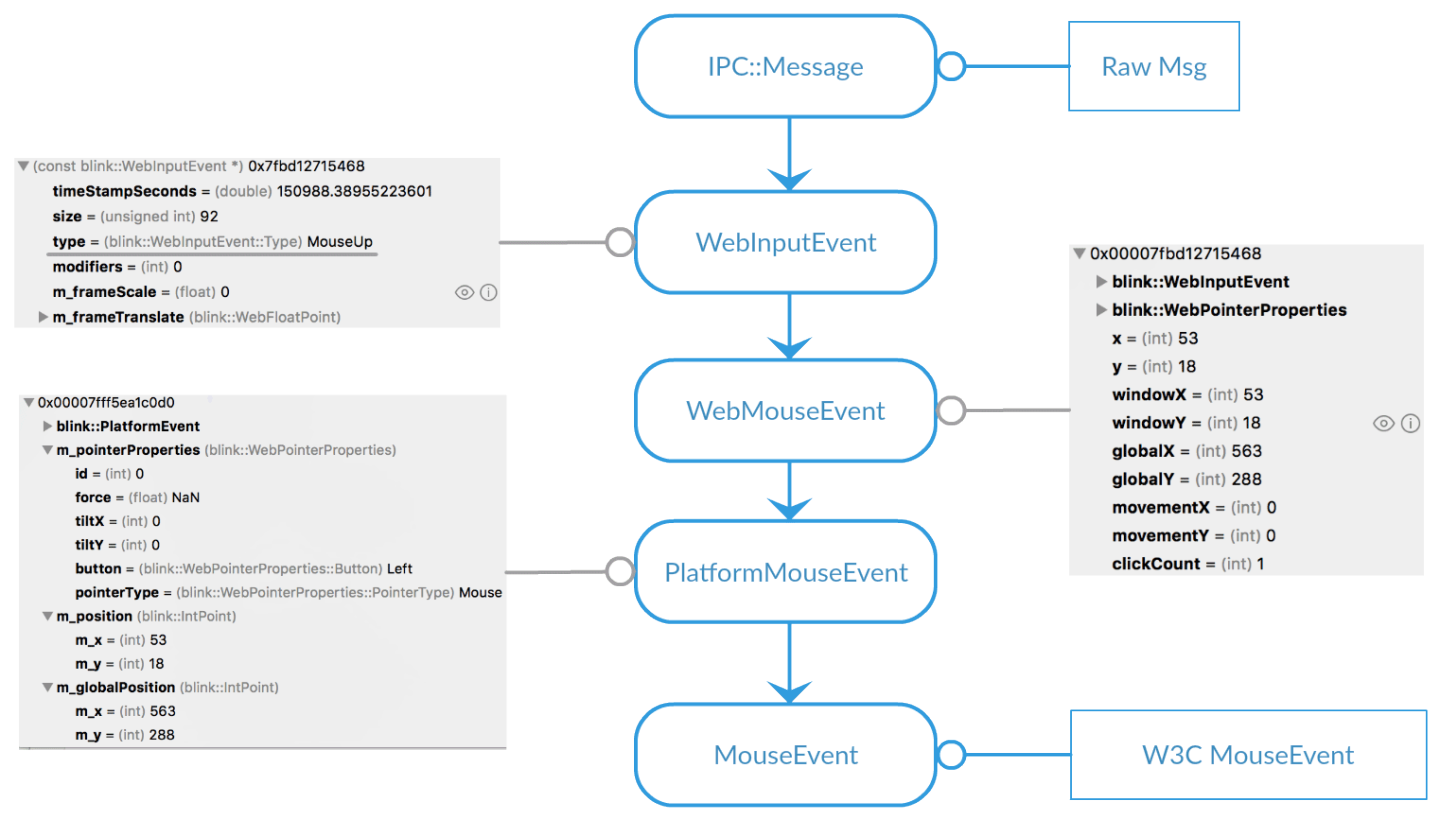 IPC::Message
Raw Msg
(const blink::WebInputEvent *) 0x7fbd12715468
timeStampSeconds = (double) 150988.38955223601
size = (unsigned int) 92
type = (blink::WebInputEvent::Type) MouseUp
modifiers = (int) 0
m_frameScale = (float) 0
m_frameTranslate (blink::WebFloatPoint)
WebInputEvent
0x00007fbd12715468
blink::WebInputEvent
blink::WebPointerProperties
x = (int) 53
y = (int) 18
windowX = (int) 53
windowY = (int) 18
globalX = (int) 563
globalY = (int) 288
movementX = (int) 0
movementY = (int) 0
clickCount = (int) 1
WebMouseEvent
0x00007fff5ea1c0d0
blink::PlatformEvent
m_pointerProperties (blink::WebPointerProperties)
id = (int) 0
force = (float) NaN
tiltX = (int) 0
tiltY = (int) 0
button = (blink::WebPointerProperties::Button) Left
pointerType = (blink::WebPointerProperties::PointerType) Mouse
m_position (blink::IntPoint)
m_x = (int) 53
m_y = (int) 18
m_globalPosition (blink::IntPoint)
m_x = (int) 563
m_y = (int) 288
PlatformMouseEvent
MouseEvent
W3C MouseEvent